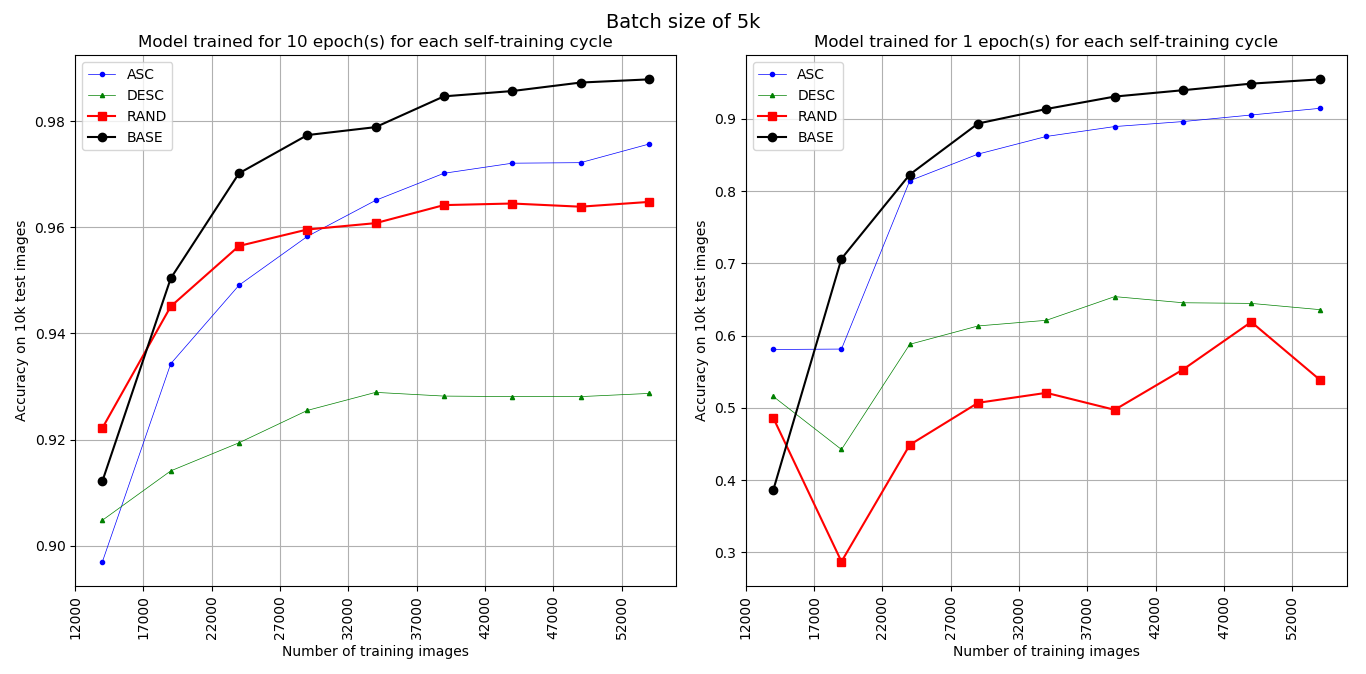 Batch size of 5k
Model trained for 10 epoch(s) for each self-training cycle
ASC
DESC
RAND
BASE
0.98
0.96
0.94
0.92
0.90
Accuracy on 10k test images
12000
17000
22000
27000
32000
37000
42000
47000
52000
Number of training images
Model trained for 1 epoch(s) for each self-training cycle
ASC
DESC
RAND
BASE
0.9
0.8
0.7
0.6
0.5
0.4
0.3
Accuracy on 10k test images
12000
17000
22000
27000
32000
37000
42000
47000
52000
Number of training images